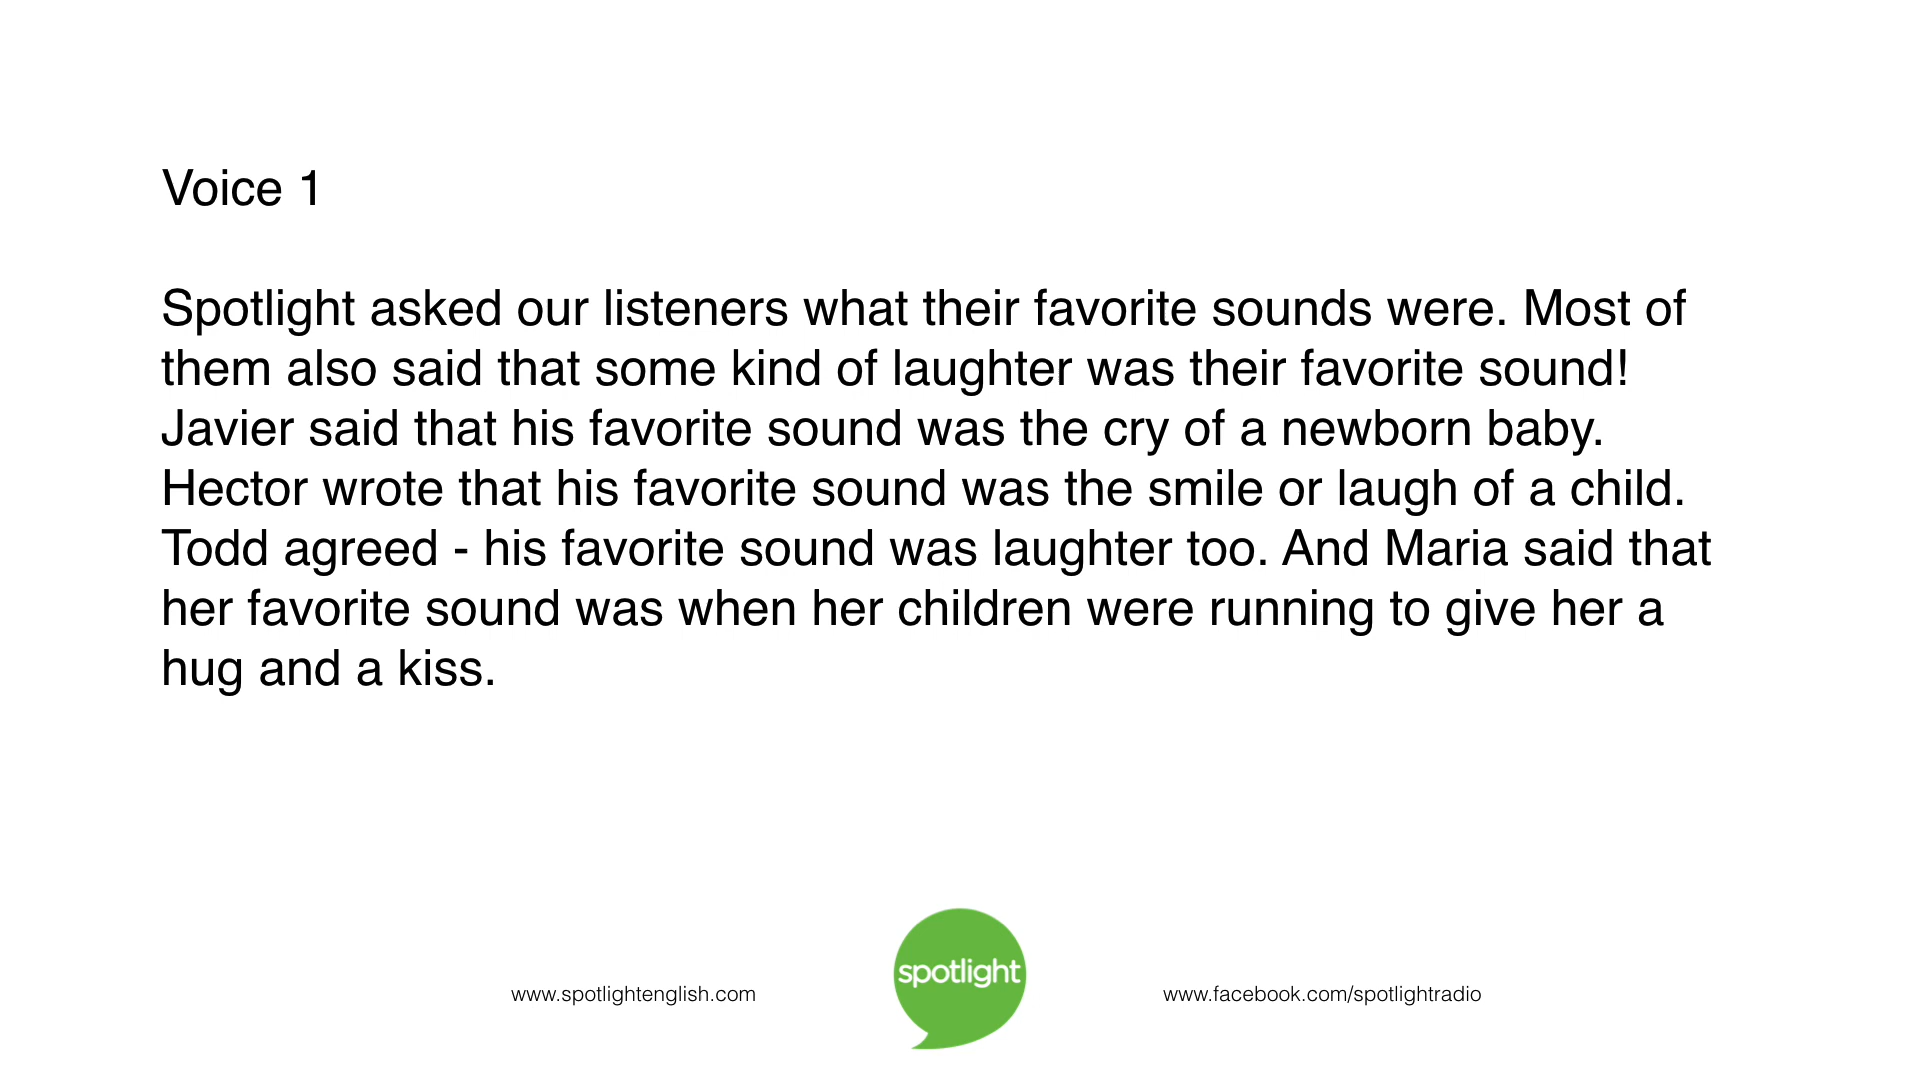 Voice 1
Spotlight asked our listeners what their favorite sounds were. Most of
them also said that some kind of laughter was their favorite sound!
Javier said that his favorite sound was the cry of a newborn baby.
Hector wrote that his favorite sound was the smile or laugh of a child.
Todd agreed - his favorite sound was laughter too. And Maria said that
her favorite sound was when her children were running to give her a
hug and a kiss.
www.spotlightenglish.com
spotlight
www.facebook.com/spotlightradio